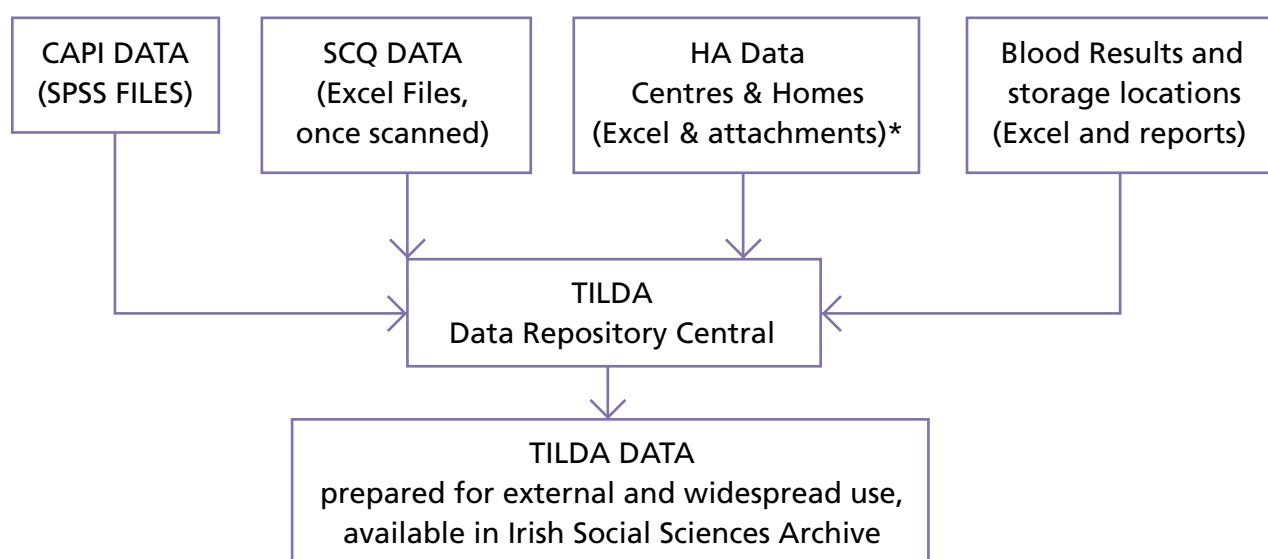 CAPI DATA
(SPSS FILES)
SCQ DATA
(Excel Files,
once scanned)
HA Data
Centres & Homes
(Excel & attachments)*
Blood Results and
storage locations
(Excel and reports)
TILDA
Data Repository Central
TILDA DATA
prepared for external and widespread use,
available in Irish Social Sciences Archive